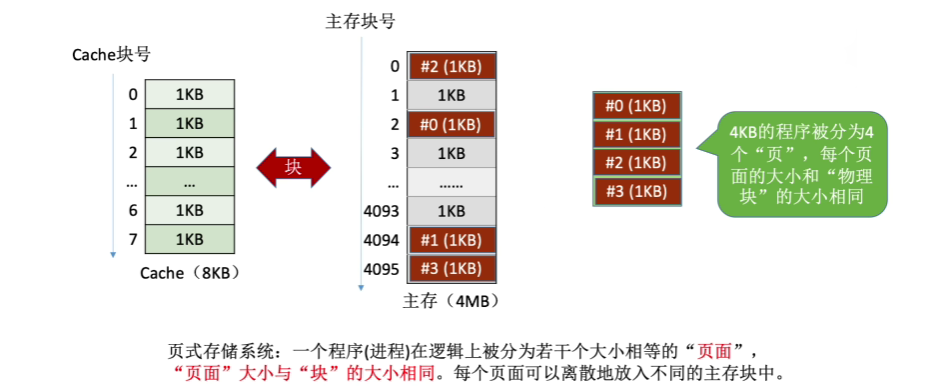 主存块号
Cache块号
0 1KB
1 1KB
2 1KB
... ...
6 1KB
7 1KB
Cache（8KB）
块
0 #2 (1KB)
1 1KB
2 #0 (1KB)
3 1KB
... ......
4093 1KB
4094 #1 (1KB)
4095 #3 (1KB)
主存（4MB）
#0 (1KB)
#1 (1KB)
#2 (1KB)
#3 (1KB)
4KB的程序被分为4
个“页”，每个页
面的大小和“物理
块”的大小相同
页式存储系统：一个程序(进程)在逻辑上被分为若干个大小相等的“页面”，
“页面”大小与“块”的大小相同。每个页面可以离散地放入不同的主存块中。